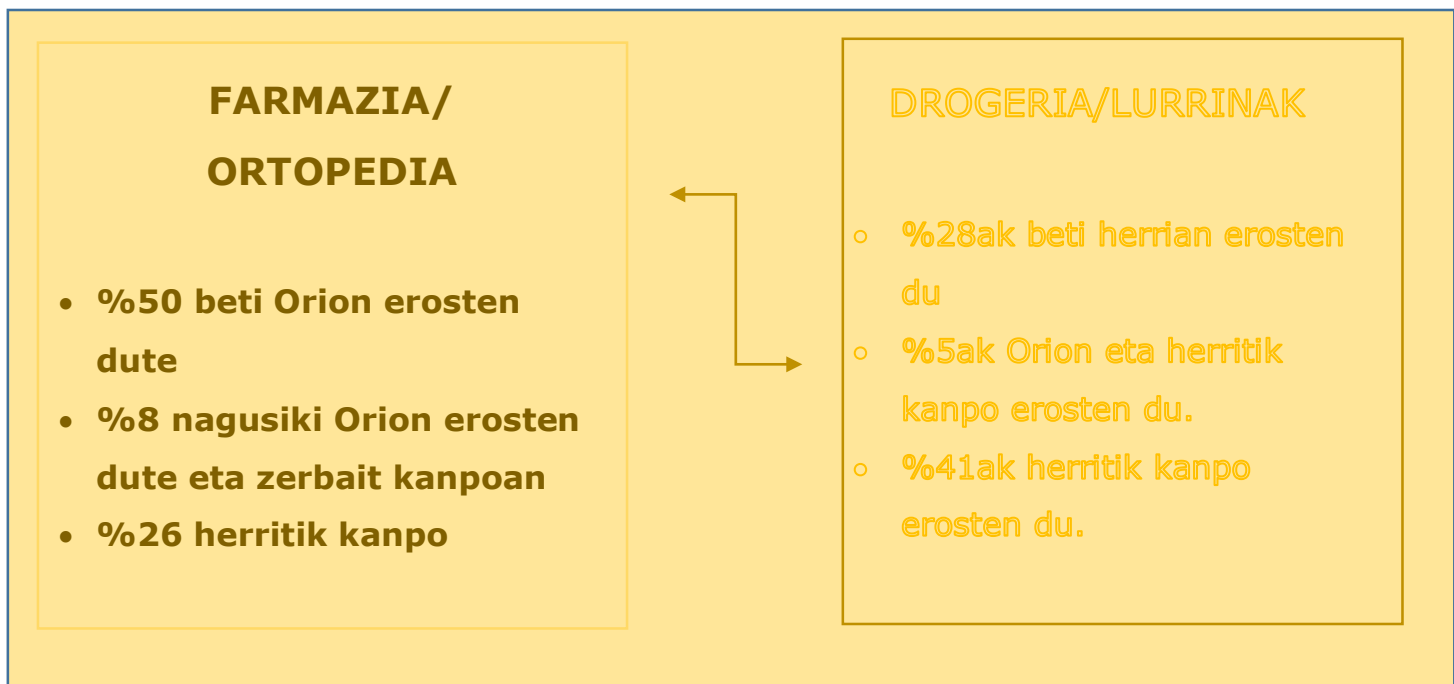 FARMAZIA/
ORTOPEDIA
• %50 beti Orion erosten
dute
• %8 nagusiki Orion erosten
dute eta zerbait kanpoan
• %26 herritik kanpo
DROGERIA/LURRINAK
○ %28ak beti herrian erosten
du
○ %5ak Orion eta herritik
kanpo erosten du.
○ %41ak herritik kanpo
erosten du.